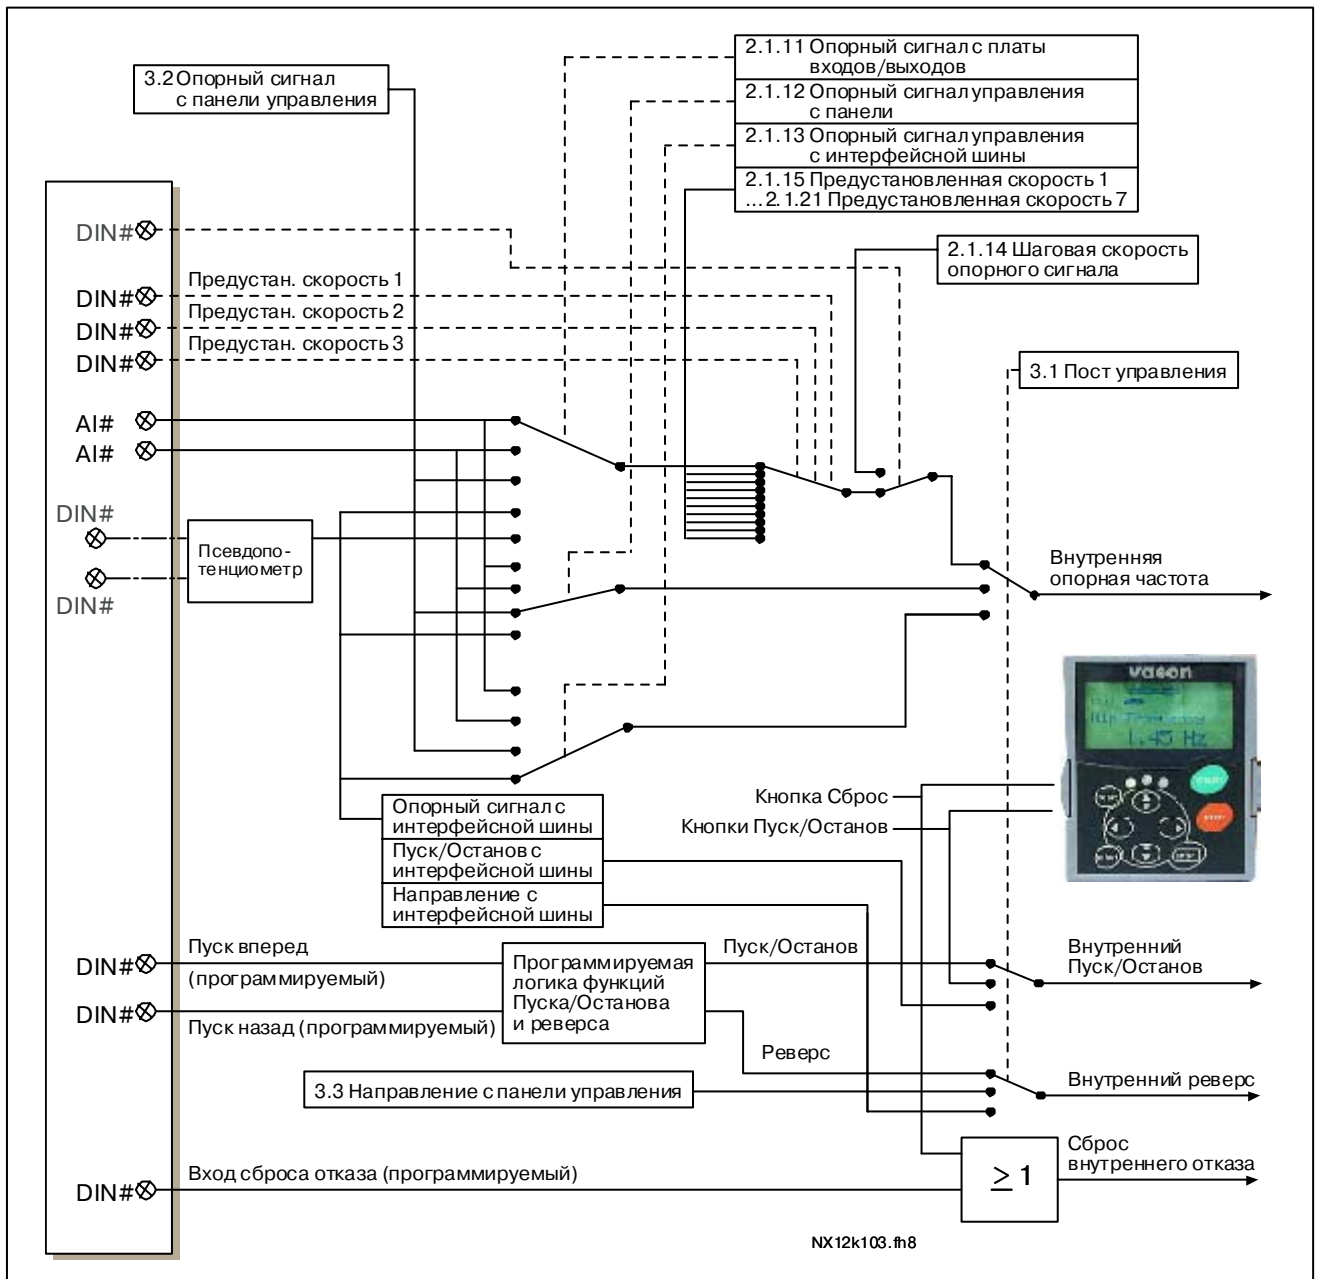 2.1.11 Опорный сигнал с платы
входов/выходов
3.2 Опорный сигнал
с панели управления
2.1.12 Опорный сигнал управления
с панели
2.1.13 Опорный сигнал управления
с интерфейсной шины
2.1.15 Предустановленная скорость 1
...2.1.21 Предустановленная скорость 7
DIN#
2.1.14 Шаговая скорость
опорного сигнала
Предустан. скорость 1
DIN#
Предустан. скорость 2
DIN#
Предустан. скорость 3
DIN#
3.1 Пост управления
AI#
AI#
DIN#
Псевдопо-
тенциометр
DIN#
Внутренняя
опорная частота
vacon
1.45 Hz
Кнопка Сброс
Кнопки Пуск/Останов
Опорный сигнал с
интерфейсной шины
Пуск/Останов с
интерфейсной шины
Направление с
интерфейсной шины
DIN#
Пуск вперед
(программируемый)
DIN#
Пуск назад (программируемый)
Программируемая
логика функций
Пуска/Останова
и реверса
Пуск/Останов
Внутренний
Пуск/Останов
Реверс
3.3 Направление с панели управления
Внутренний реверс
DIN#
Вход сброса отказа (программируемый)
≥ 1
Сброс
внутреннего отказа
NX12k103.fh8